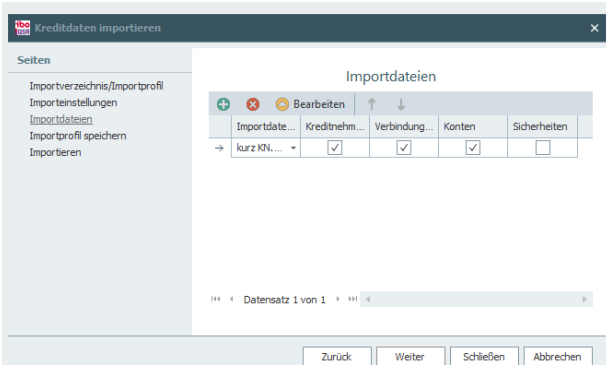 ibo
QSR
Kreditdaten importieren
Seiten
Importverzeichnis/Importprofil
Importeinstellungen
Importdateien
Importprofil speichern
Importieren
Importdateien
Bearbeiten
Importdate... Kreditnehm... Verbindung... Konten Sicherheiten
kurz KN....
Datensatz 1 von 1
Zurück Weiter Schließen Abbrechen